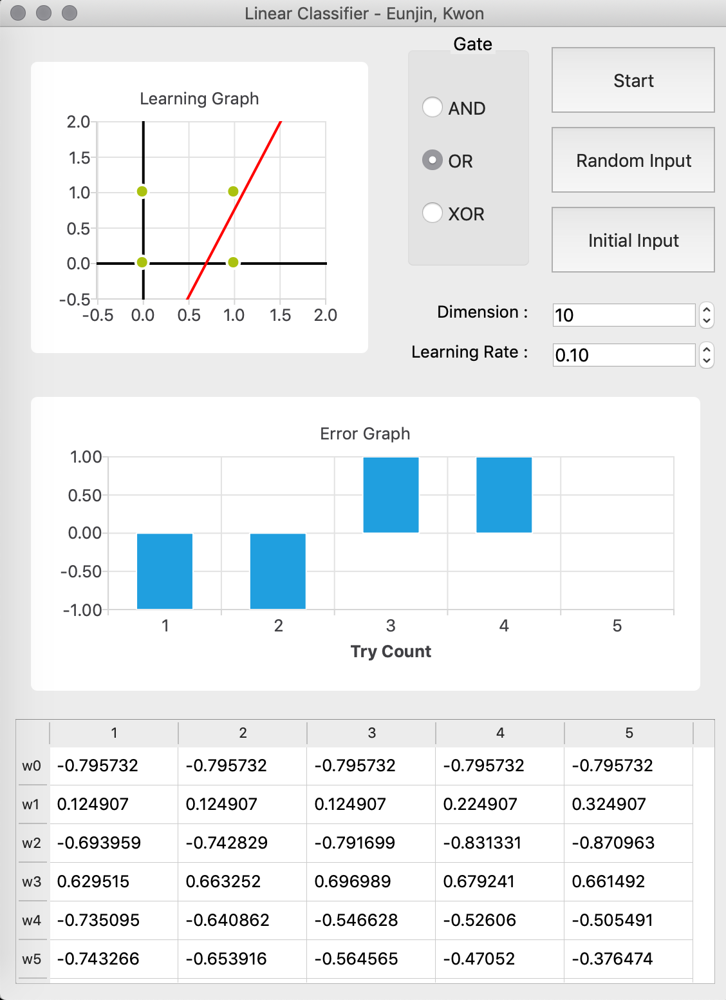 Linear Classifier - Eunjin, Kwon
Learning Graph
2.0
1.5
1.0
0.5
0.0
-0.5
-0.5 0.0 0.5 1.0 1.5 2.0
Gate
AND
OR
XOR
Start
Random Input
Initial Input
Dimension : 10
Learning Rate : 0.10
Error Graph
1.00
0.50
0.00
-0.50
-1.00
1 2 3 4 5
Try Count
1 2 3 4 5
w0 -0.795732 -0.795732 -0.795732 -0.795732 -0.795732
w1 0.124907 0.124907 0.124907 0.224907 0.324907
w2 -0.693959 -0.742829 -0.791699 -0.831331 -0.870963
w3 0.629515 0.663252 0.696989 0.679241 0.661492
w4 -0.735095 -0.640862 -0.546628 -0.52606 -0.505491
w5 -0.743266 -0.653916 -0.564565 -0.47052 -0.376474